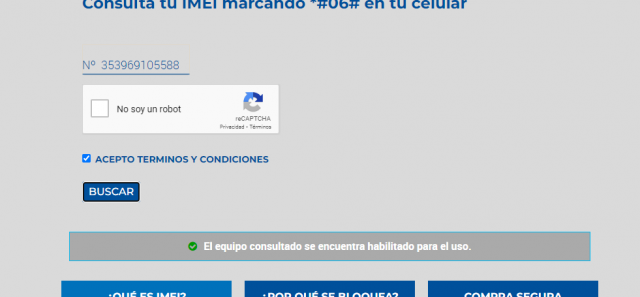 Consulta tu IMEI marcando *#06# en tu celular
Nº 353969105588
No soy un robot
reCAPTCHA
Privacidad - Términos
ACEPTO TERMINOS Y CONDICIONES
BUSCAR
El equipo consultado se encuentra habilitado para el uso.
¿QUÉ ES IMEI?
¿POR QUÉ SE BLOQUEA?
COMPRA SEGURA